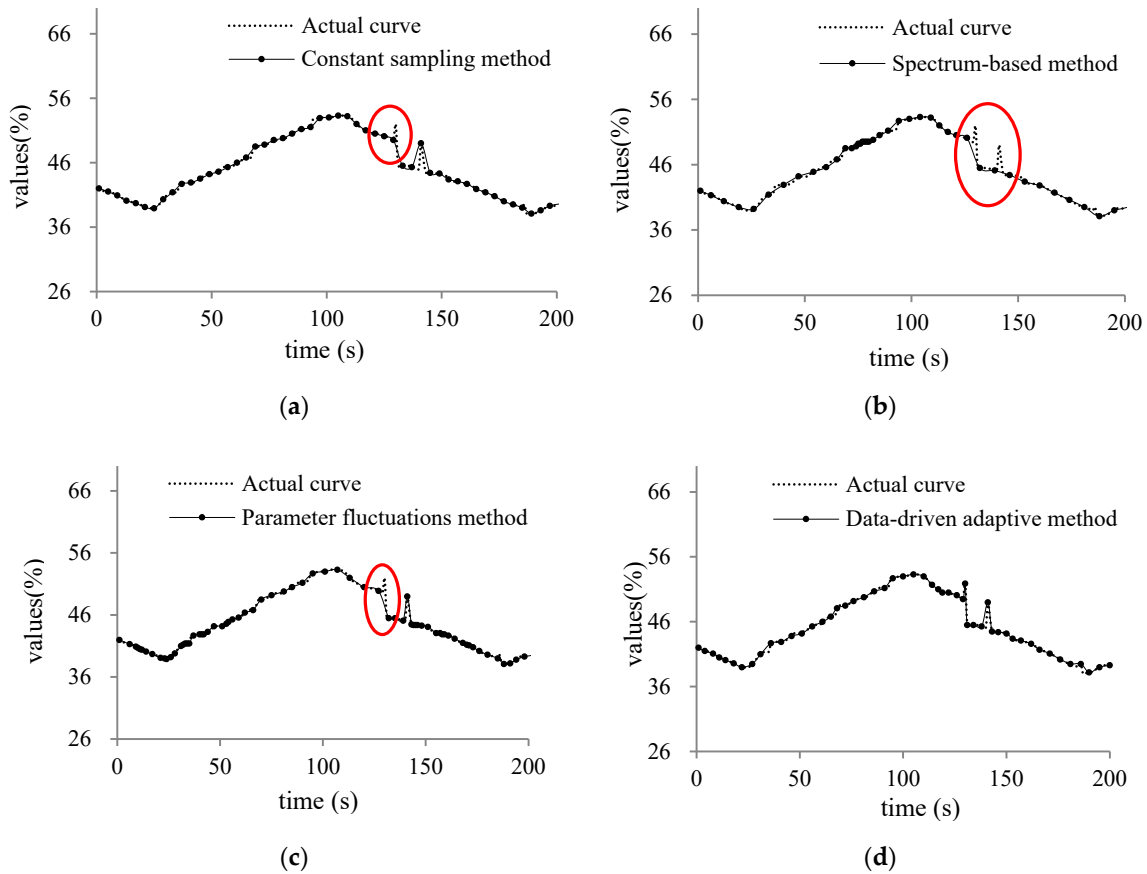 Actual curve
Constant sampling method
values(%)
66
56
46
36
26
0 50 100 150 200
time (s)
(a)
Actual curve
Spectrum-based method
values(%)
66
56
46
36
26
0 50 100 150 200
time (s)
(b)
Actual curve
Parameter fluctuations method
values(%)
66
56
46
36
26
0 50 100 150 200
time (s)
(c)
Actual curve
Data-driven adaptive method
values(%)
66
56
46
36
26
0 50 100 150 200
time (s)
(d)